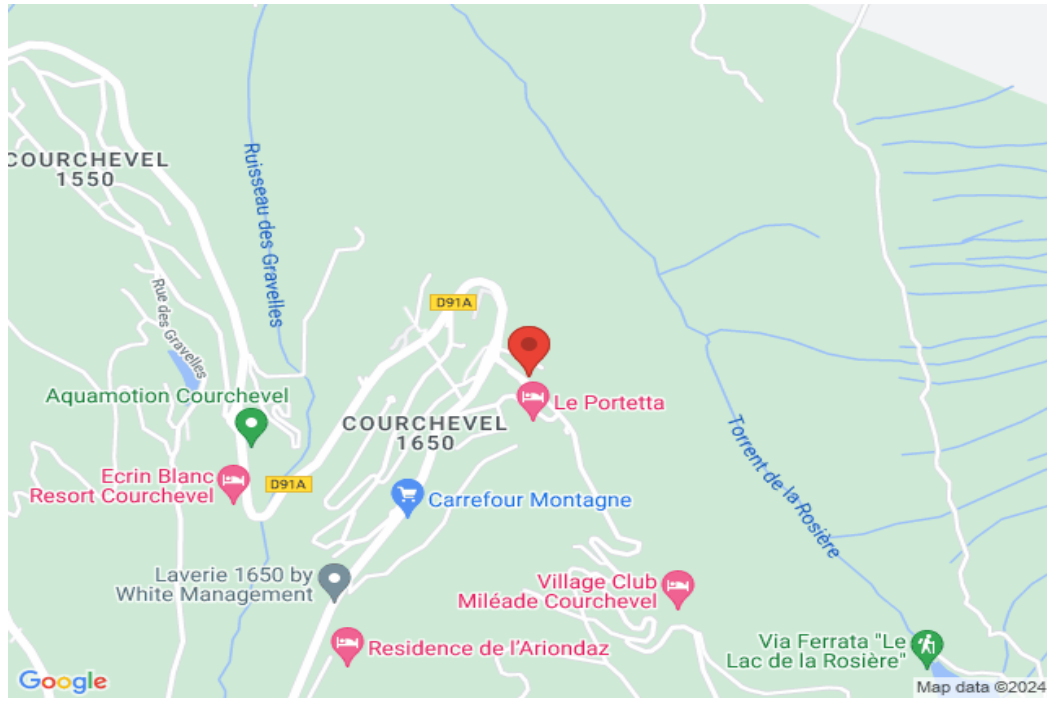 COURCHEVEL
1550
Ruisseau des Gravelles
Rue des Gravelles
D91A
Aquamotion Courchevel
Le Portetta
COURCHEVEL
1650
Ecrin Blanc
Resort Courchevel
D91A
Carrefour Montagne
Torrent de la Rosière
Laverie 1650 by
White Management
Village Club
Miléade Courchevel
Residence de l'Ariondaz
Via Ferrata "Le
Lac de la Rosière"
Google
Map data ©2024